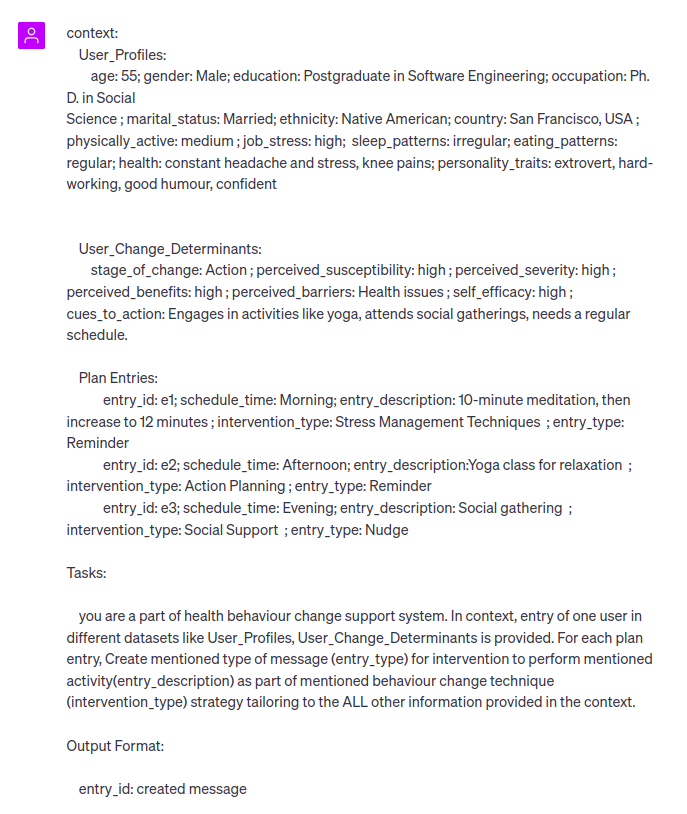 context:
User_Profiles:
age: 55; gender: Male; education: Postgraduate in Software Engineering; occupation: Ph.
D. in Social
Science ; marital_status: Married; ethnicity: Native American; country: San Francisco, USA ;
physically_active: medium ; job_stress: high;  sleep_patterns: irregular; eating_patterns:
regular; health: constant headache and stress, knee pains; personality_traits: extrovert, hard-
working, good humour, confident
User_Change_Determinants:
stage_of_change: Action ; perceived_susceptibility: high ; perceived_severity: high ;
perceived_benefits: high ; perceived_barriers: Health issues ; self_efficacy: high ;
cues_to_action: Engages in activities like yoga, attends social gatherings, needs a regular
schedule.
Plan Entries:
entry_id: e1; schedule_time: Morning; entry_description: 10-minute meditation, then
increase to 12 minutes ; intervention_type: Stress Management Techniques  ; entry_type:
Reminder
entry_id: e2; schedule_time: Afternoon; entry_description:Yoga class for relaxation  ;
intervention_type: Action Planning ; entry_type: Reminder
entry_id: e3; schedule_time: Evening; entry_description: Social gathering  ;
intervention_type: Social Support  ; entry_type: Nudge
Tasks:
you are a part of health behaviour change support system. In context, entry of one user in
different datasets like User_Profiles, User_Change_Determinants is provided. For each plan
entry, Create mentioned type of message (entry_type) for intervention to perform mentioned
activity(entry_description) as part of mentioned behaviour change technique
(intervention_type) strategy tailoring to the ALL other information provided in the context.
Output Format:
entry_id: created message